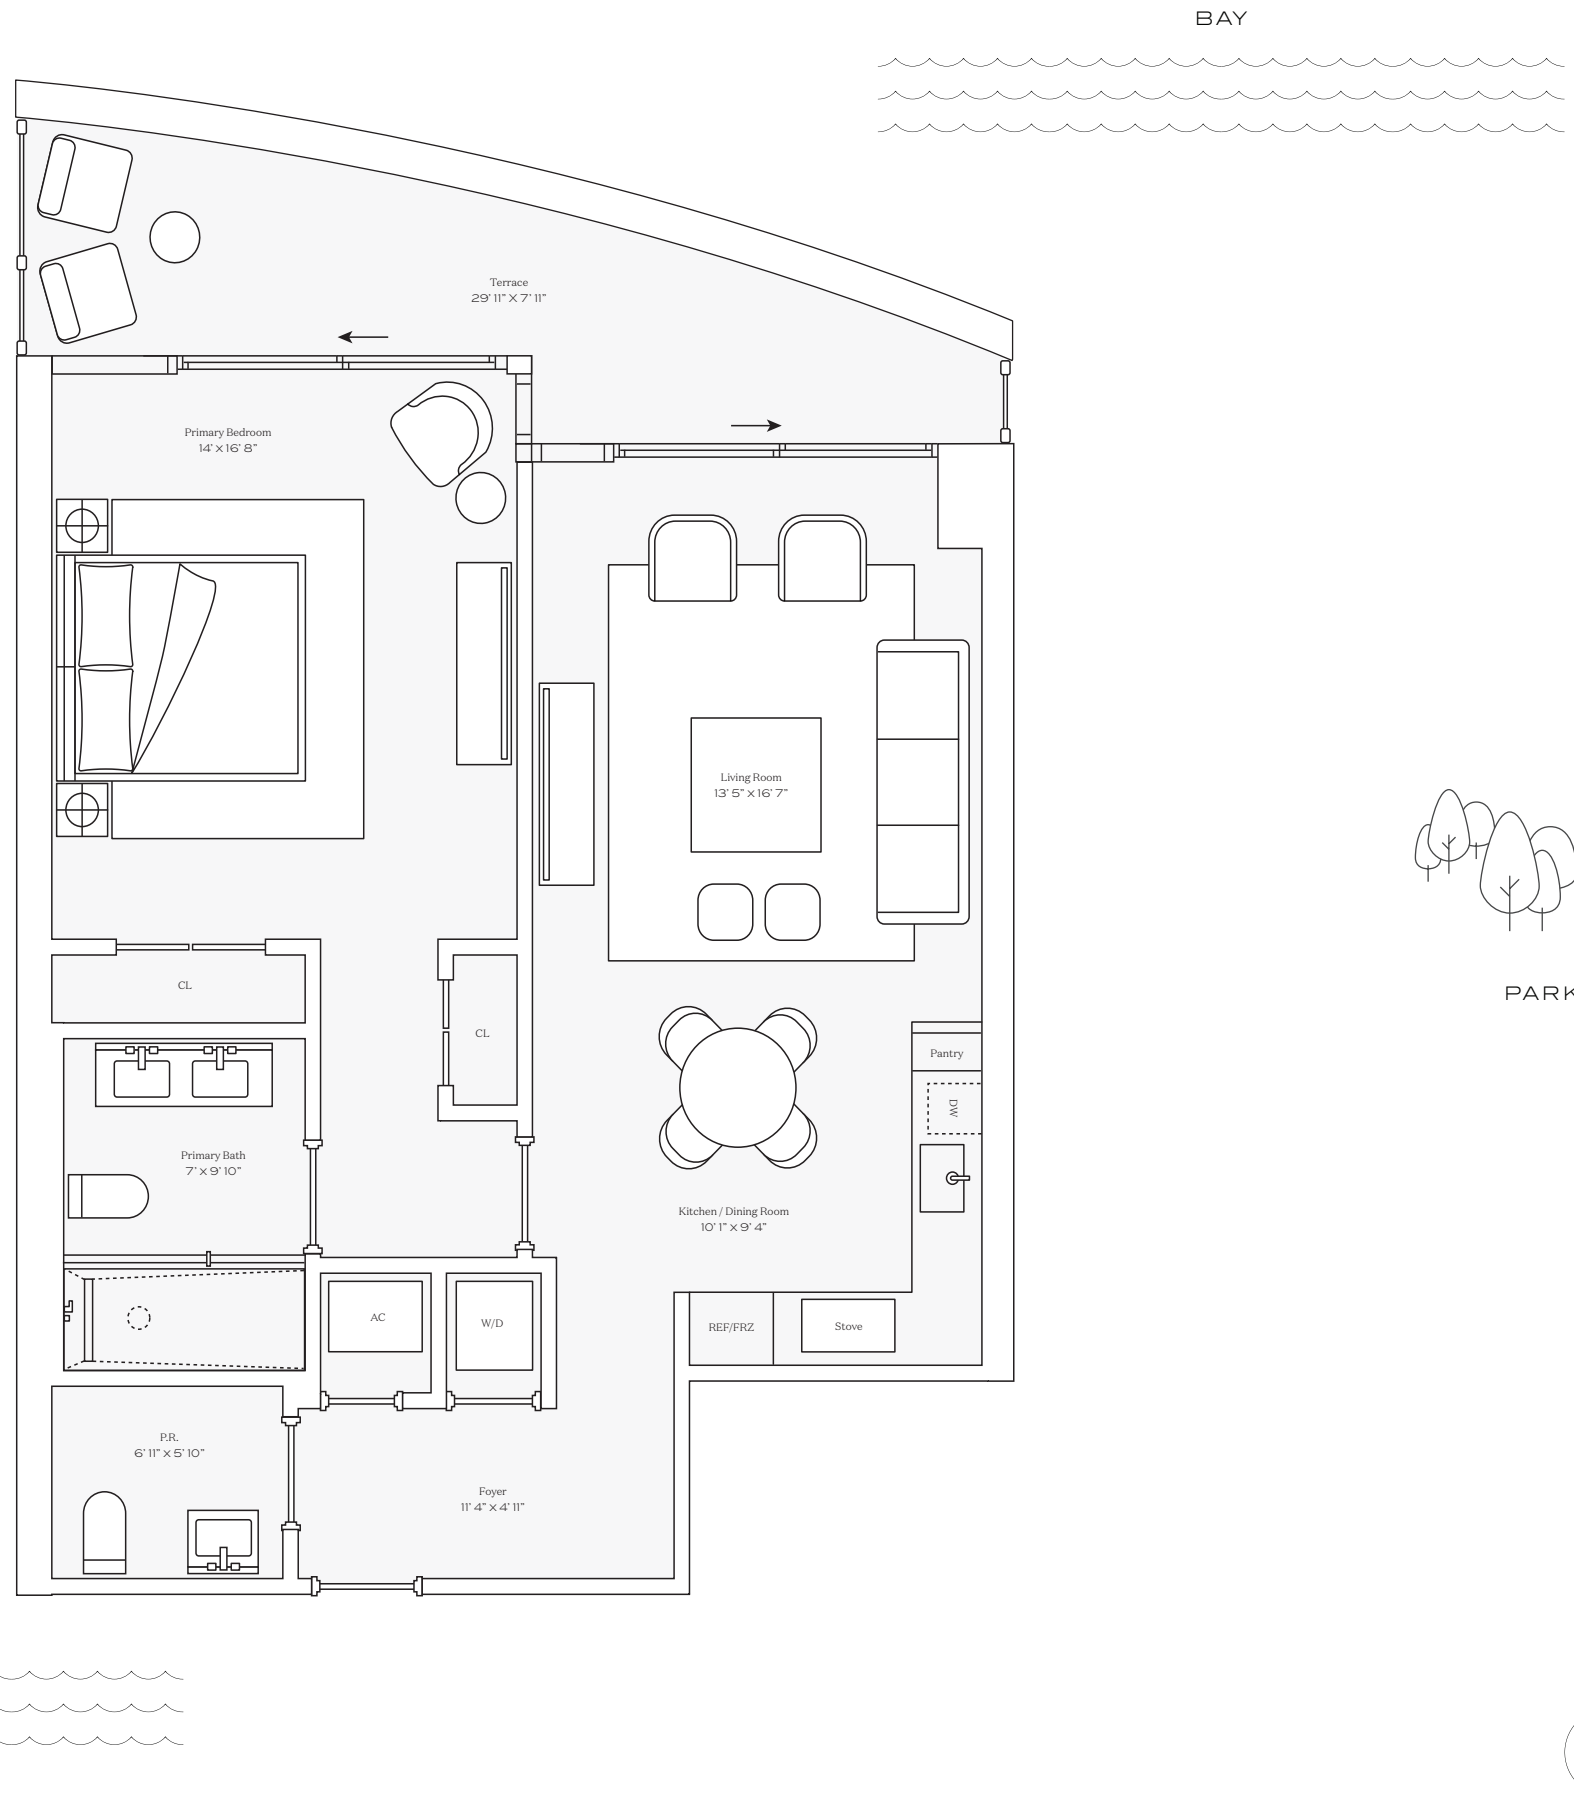 BAY
Terrace
29' 11" X 7' 11"
Primary Bedroom
14' X 16' 8"
Living Room
13' 5" X 16' 7"
CL
PARK
CL
Pantry
DW
Primary Bath
7' X 9' 10"
Kitchen / Dining Room
10' 1" X 9' 4"
AC
W/D
REF/FRZ
Stove
P.R.
6' 11" X 5' 10"
Foyer
11' 4" X 4' 11"